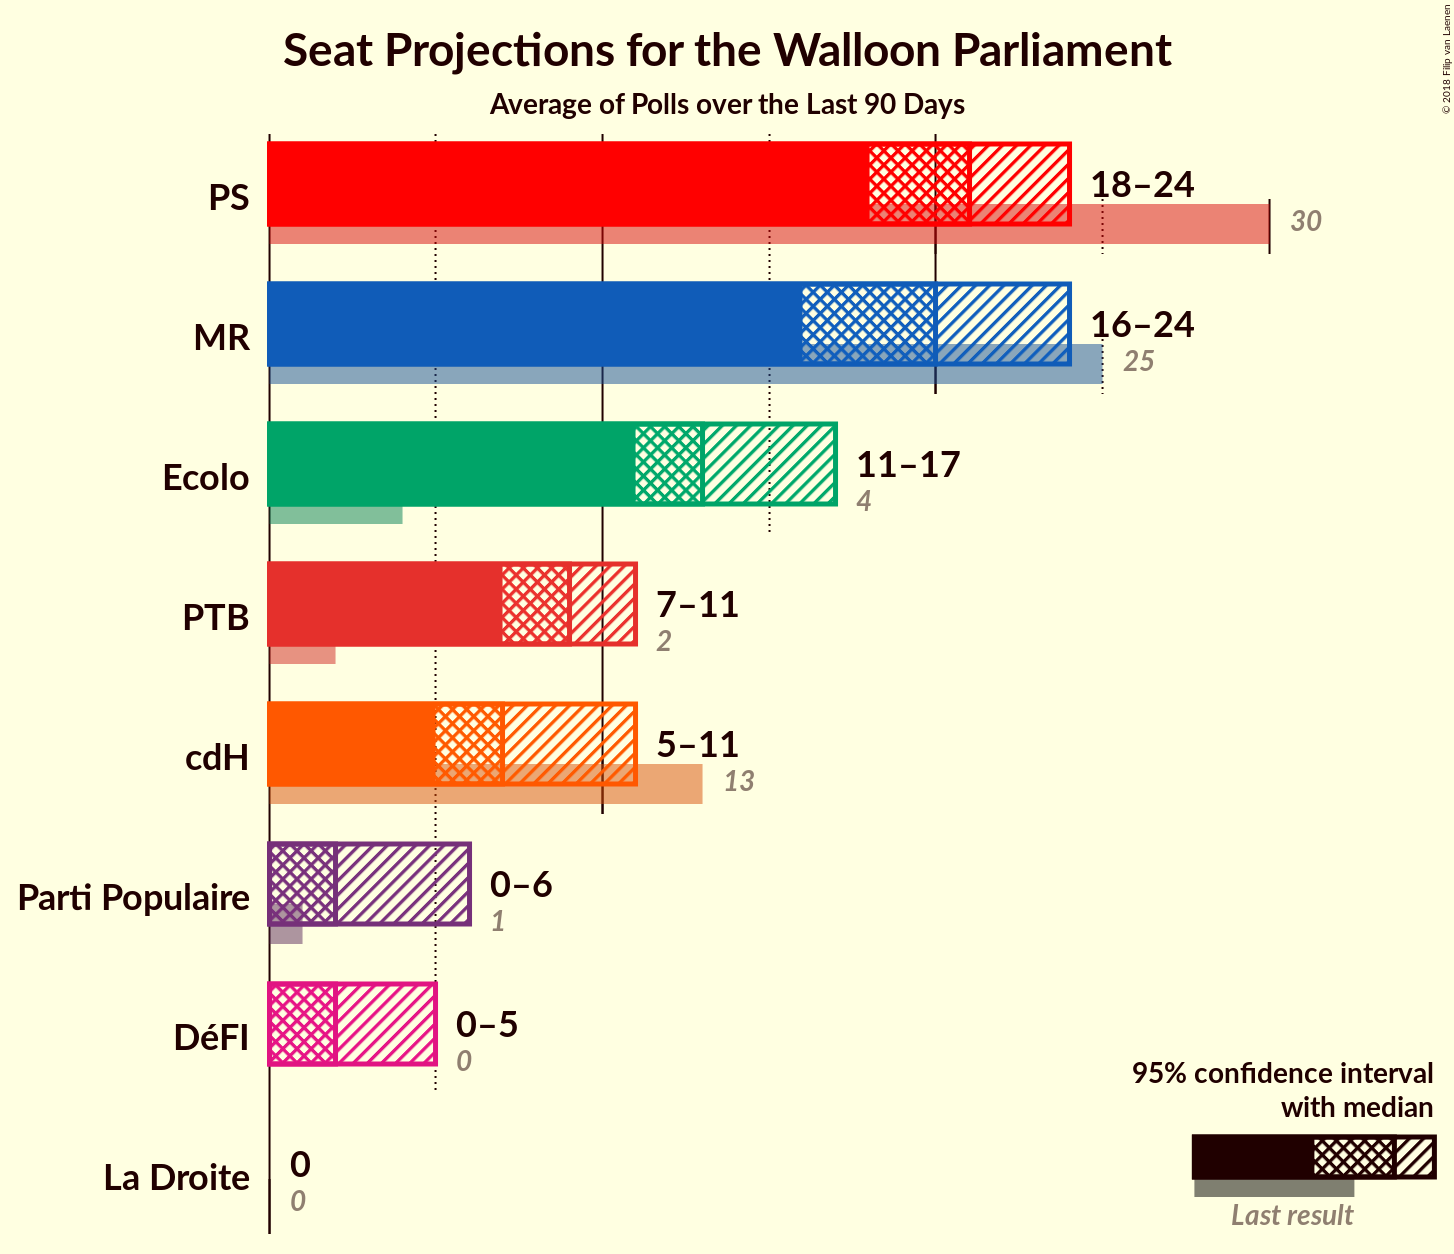 Seat Projections for the Walloon Parliament
Average of Polls over the Last 90 Days
© 2018 Filip van Laenen
PS
18–24
30
MR
16–24
25
Ecolo
11–17
4
PTB
7–11
2
cdH
5–11
13
Parti Populaire
0–6
1
DéFI
0–5
0
La Droite
0
0
95% confidence interval
with median
Last result